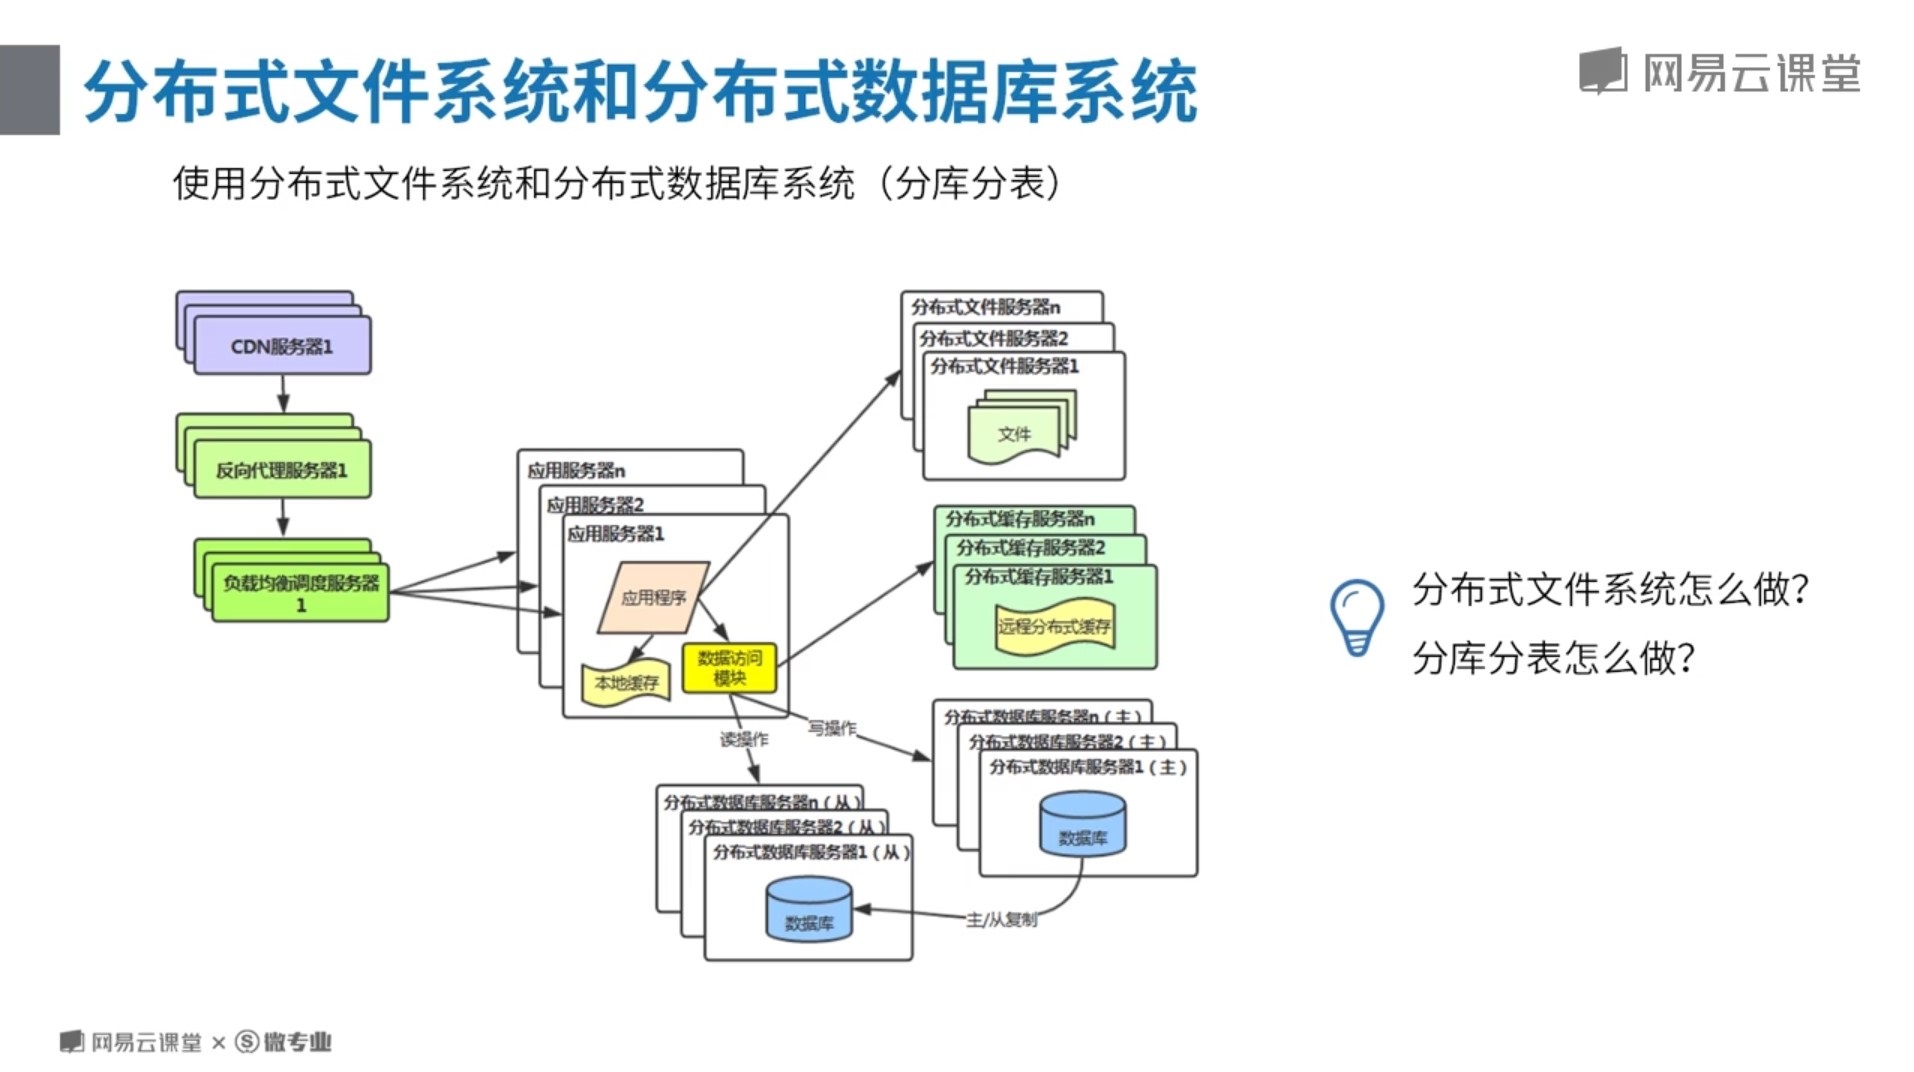 分布式文件系统和分布式数据库系统
网易云课堂
使用分布式文件系统和分布式数据库系统（分库分表）
CDN服务器1
反向代理服务器1
负载均衡调度服务器
1
应用服务器n
应用服务器2
应用服务器1
应用程序
本地缓存
数据访问
模块
分布式文件服务器n
分布式文件服务器2
分布式文件服务器1
文件
分布式缓存服务器n
分布式缓存服务器2
分布式缓存服务器1
远程分布式缓存
读操作
写操作
分布式数据库服务器n（主）
分布式数据库服务器2（主）
分布式数据库服务器1（主）
数据库
分布式数据库服务器n（从）
分布式数据库服务器2（从）
分布式数据库服务器1（从）
数据库
主/从复制
分布式文件系统怎么做？
分库分表怎么做？
网易云课堂 × 微专业